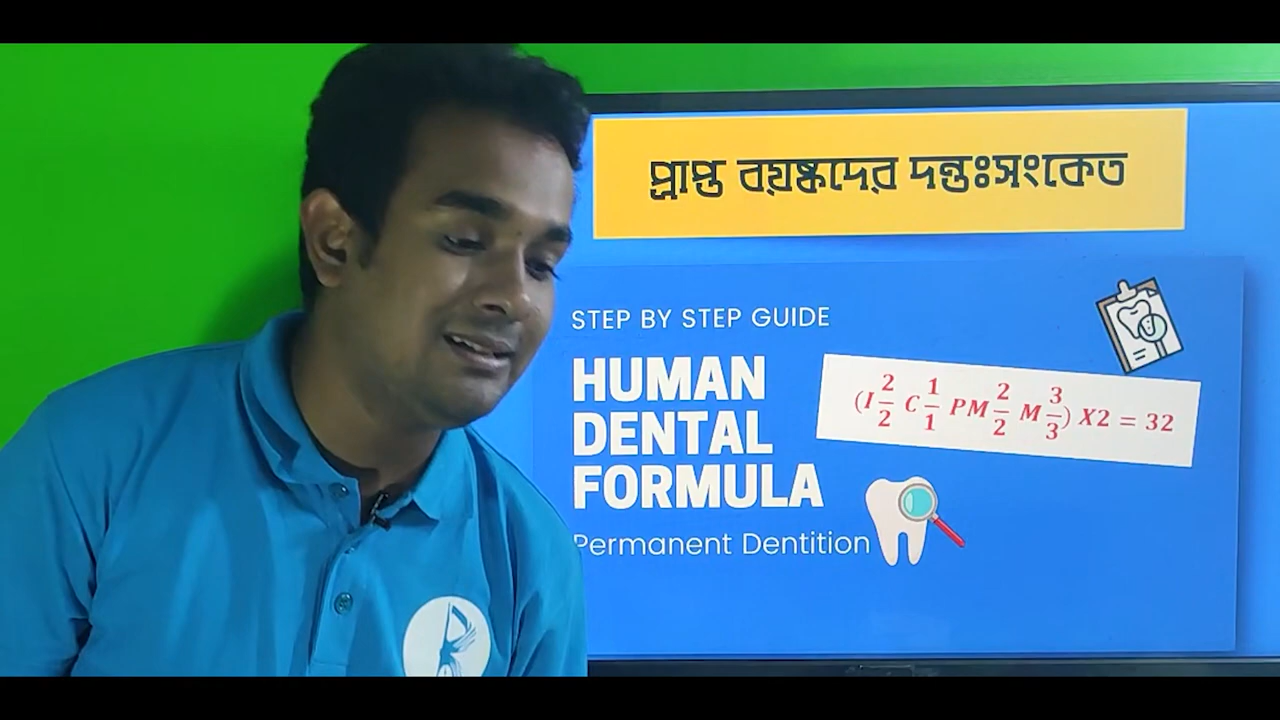 প্রাপ্ত বয়ষ্কদের দন্তঃসংকেত
STEP BY STEP GUIDE
HUMAN
DENTAL
FORMULA
(I 2/2 C 1/1 PM 2/2 M 3/3) X2 = 32
Permanent Dentition